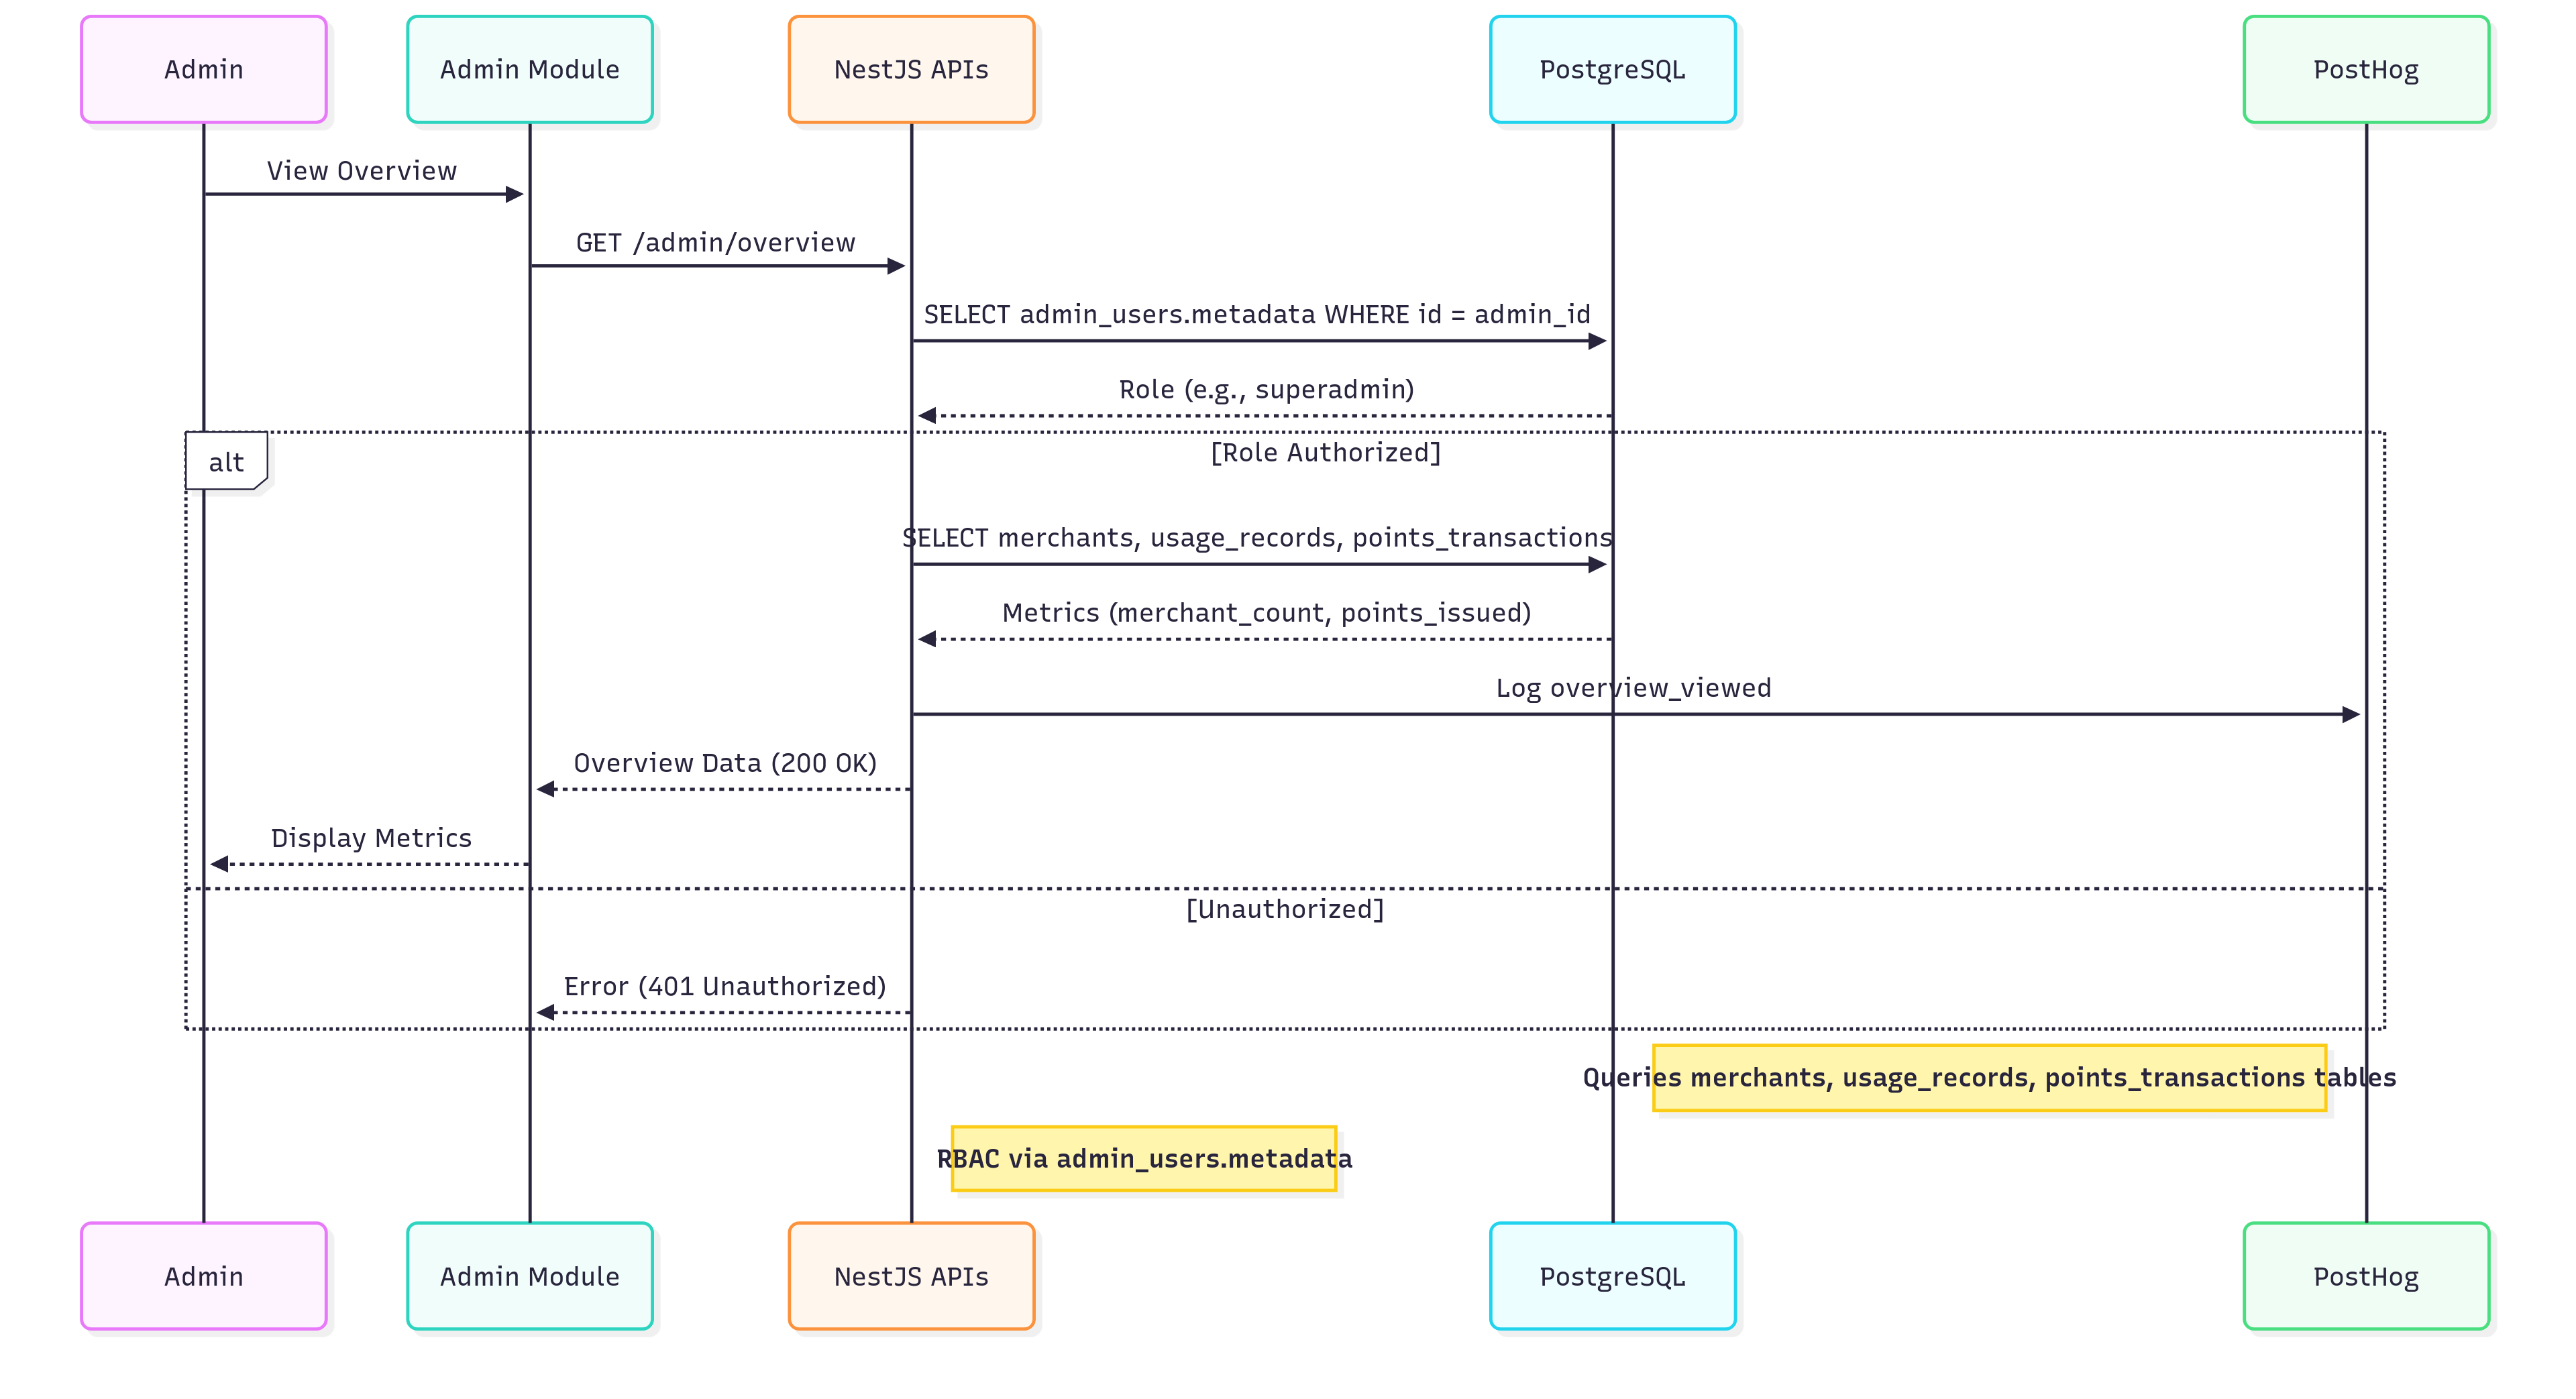 Admin
Admin Module
NestJS APIs
PostgreSQL
PostHog
View Overview
GET /admin/overview
SELECT admin_users.metadata WHERE id = admin_id
Role (e.g., superadmin)
alt
[Role Authorized]
SELECT merchants, usage_records, points_transactions
Metrics (merchant_count, points_issued)
Log overview_viewed
Overview Data (200 OK)
Display Metrics
[Unauthorized]
Error (401 Unauthorized)
Queries merchants, usage_records, points_transactions tables
RBAC via admin_users.metadata
Admin
Admin Module
NestJS APIs
PostgreSQL
PostHog